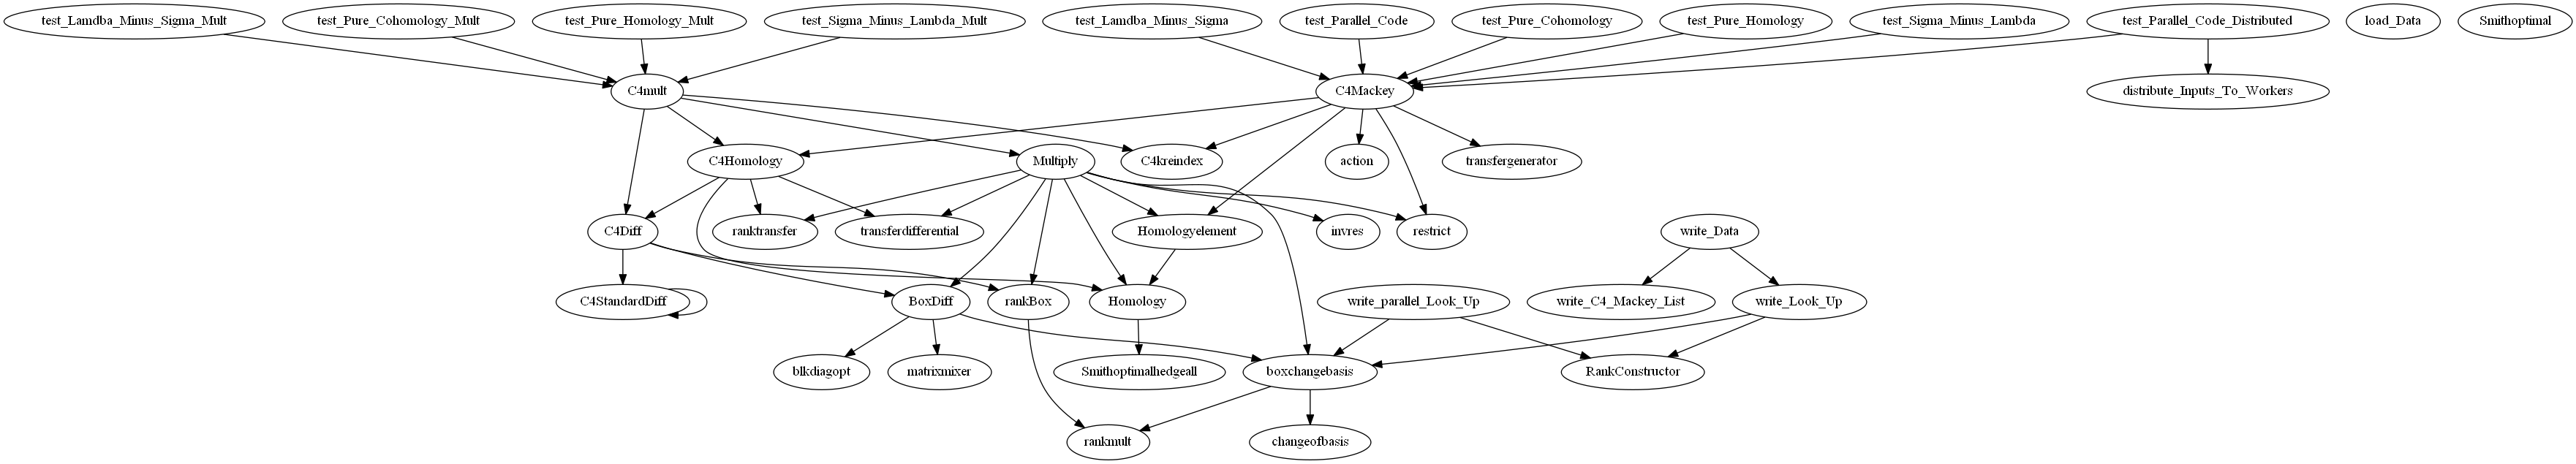 test_Landba_Minus_Sigma_Mult
test_Pure_Cohomology_Mult
test_Pure_Homology_Mult
test_Sigma_Minus_Lambda_Mult
test_Lamdba_Minus_Sigma
test_Parallel_Code
test_Pure_Cohomology
test_Pure_Homology
test_Sigma_Minus_Lambda
test_Parallel_Code_Distributed
load_Data
Smithoptimal
C4mult
C4Mackey
distribute_Inputs_To_Workers
C4Homology
Multiply
C4kreindex
action
transfergenerator
C4Diff
ranktransfer
transferdifferential
Homologyelement
invres
restrict
write_Data
C4StandardDiff
BoxDiff
rankBox
Homology
write_parallel_Look_Up
write_C4_Mackey_List
write_Look_Up
blkdiagopt
matrixmixer
Smithoptimalhedgeall
boxchangebasis
RankConstructor
rankmult
changeofbasis